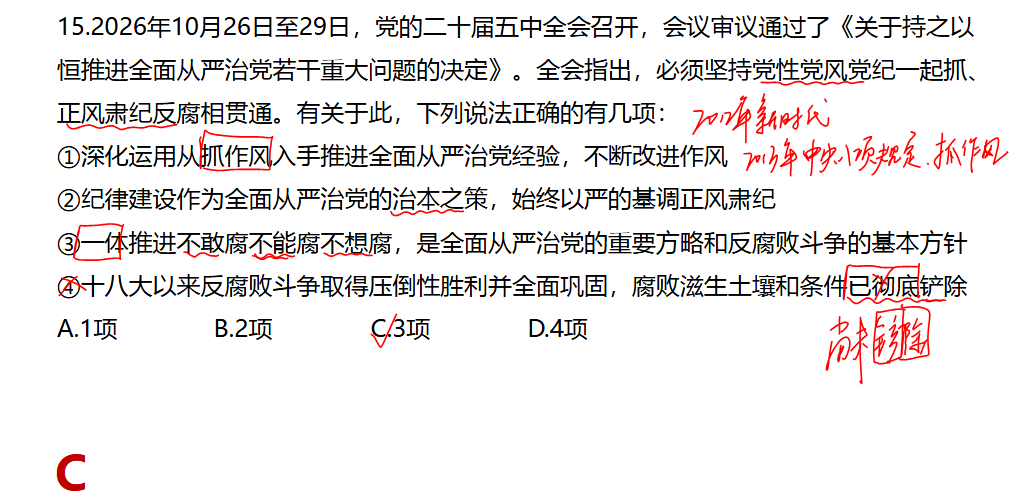 15.2026年10月26日至29日，党的二十届五中全会召开，会议审议通过了《关于持之以
恒推进全面从严治党若干重大问题的决定》。全会指出，必须坚持党性党风党纪一起抓、
正风肃纪反腐相贯通。有关于此，下列说法正确的有几项：
2012年新时代
①深化运用从抓作风入手推进全面从严治党经验，不断改进作风
2013年中央八项规定、抓作风
②纪律建设作为全面从严治党的治本之策，始终以严的基调正风肃纪
③一体推进不敢腐不能腐不想腐，是全面从严治党的重要方略和反腐败斗争的基本方针
④十八大以来反腐败斗争取得压倒性胜利并全面巩固，腐败滋生土壤和条件已彻底铲除
A.1项 B.2项 C.3项 D.4项
尚未铲除
C